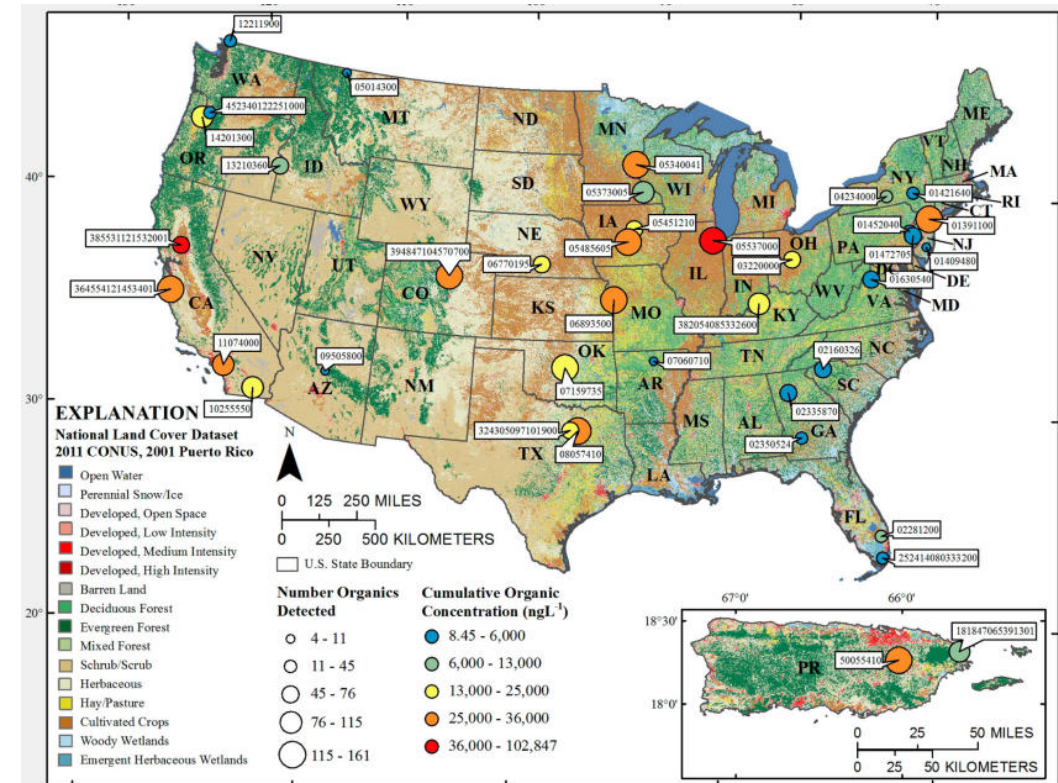 12211900
WA
05014300
452340122251000
MT
ND
MN
ME
14201300
VT
OR
13210360
ID
05340041
NH
MA
NY
40°
40°
SD
05373005
WI
MI
04234000
01421640
RI
WY
CT
IA
05451210
01452040
01391100
385531121532001
NE
PA
NJ
394847104570700
05485605
05537000
OH
01472705
01409480
NV
UT
06770195
03220000
DE
IL
IN
WV
01630540
364554121453401
CA
CO
KS
VA
MD
06893500
MO
KY
382054085332600
11074000
OK
NC
09505800
07060710
TN
02160326
AZ
NM
AR
SC
30°
10255550
07159735
MS
AL
02335870
324305097101900
GA
TX
08057410
02350524
LA
FL
02281200
252414080333200
EXPLANATION
National Land Cover Dataset
2011 CONUS, 2001 Puerto Rico
Open Water
Perennial Snow/Ice
Developed, Open Space
Developed, Low Intensity
Developed, Medium Intensity
Developed, High Intensity
Barren Land
Deciduous Forest
Evergreen Forest
Mixed Forest
Schrub/Scrub
Herbaceous
Hay/Pasture
Cultivated Crops
Woody Wetlands
Emergent Herbaceous Wetlands
20°
N
0 125 250 MILES
0 250 500 KILOMETERS
U.S. State Boundary
Number Organics
Detected
4 - 11
11 - 45
45 - 76
76 - 115
115 - 161
Cumulative Organic
Concentration (ngL-1)
8.45 - 6,000
6,000 - 13,000
13,000 - 25,000
25,000 - 36,000
36,000 - 102,847
67°0'
66°0'
18°30'
181847065391301
PR
50055410
18°0'
0 25 50 MILES
0 25 50 KILOMETERS